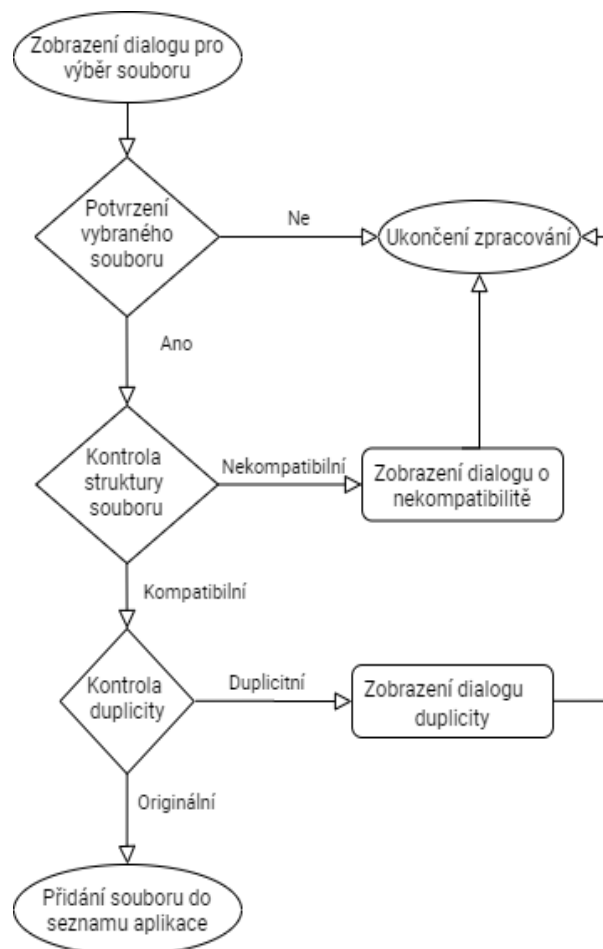 Zobrazení dialogu pro
výběr souboru
Potvrzení
vybraného
souboru
Ne
Ukončení zpracování
Ano
Kontrola
struktury
souboru
Nekompatibilní
Zobrazení dialogu o
nekompatibilitě
Kompatibilní
Kontrola
duplicity
Duplicitní
Zobrazení dialogu
duplicity
Originální
Přidání souboru do
seznamu aplikace